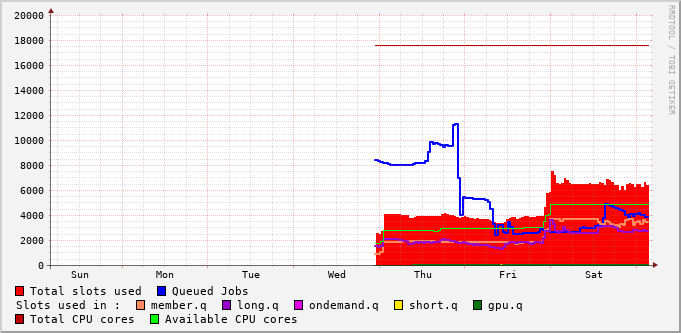 20000
18000
16000
14000
12000
10000
8000
6000
4000
2000
0
Sun Mon Tue Wed Thu Fri Sat
RRDTOOL / TOBI OETIKER
Total slots used Queued Jobs
Slots used in : member.q long.q ondemand.q short.q gpu.q
Total CPU cores Available CPU cores